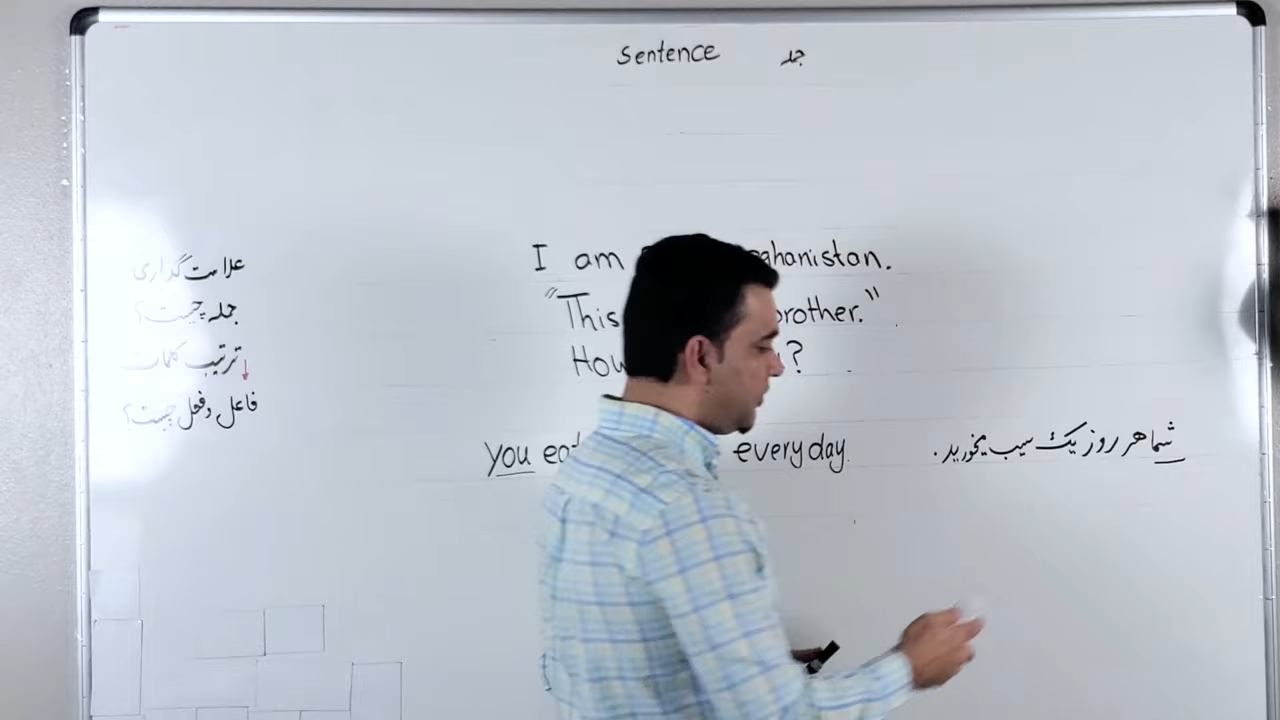 sentence جمله
I am ghanistan.
"This brother."
How ?
you eat everyday.
شما هر روز یک سیب میخورید.
علامت گذاری
جمله چیست؟
ترتیب کلمات
فاعل و فعل چیست؟